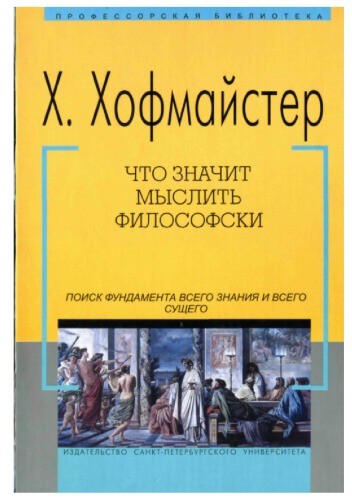 ПРОФЕССОРСКАЯ БИБЛИОТЕКА
Х. Хофмайстер
ЧТО ЗНАЧИТ
МЫСЛИТЬ
ФИЛОСОФСКИ
ПОИСК ФУНДАМЕНТА ВСЕГО ЗНАНИЯ И ВСЕГО
СУЩЕГО
ИЗДАТЕЛЬСТВО САНКТ-ПЕТЕРБУРГСКОГО УНИВЕРСИТЕТА